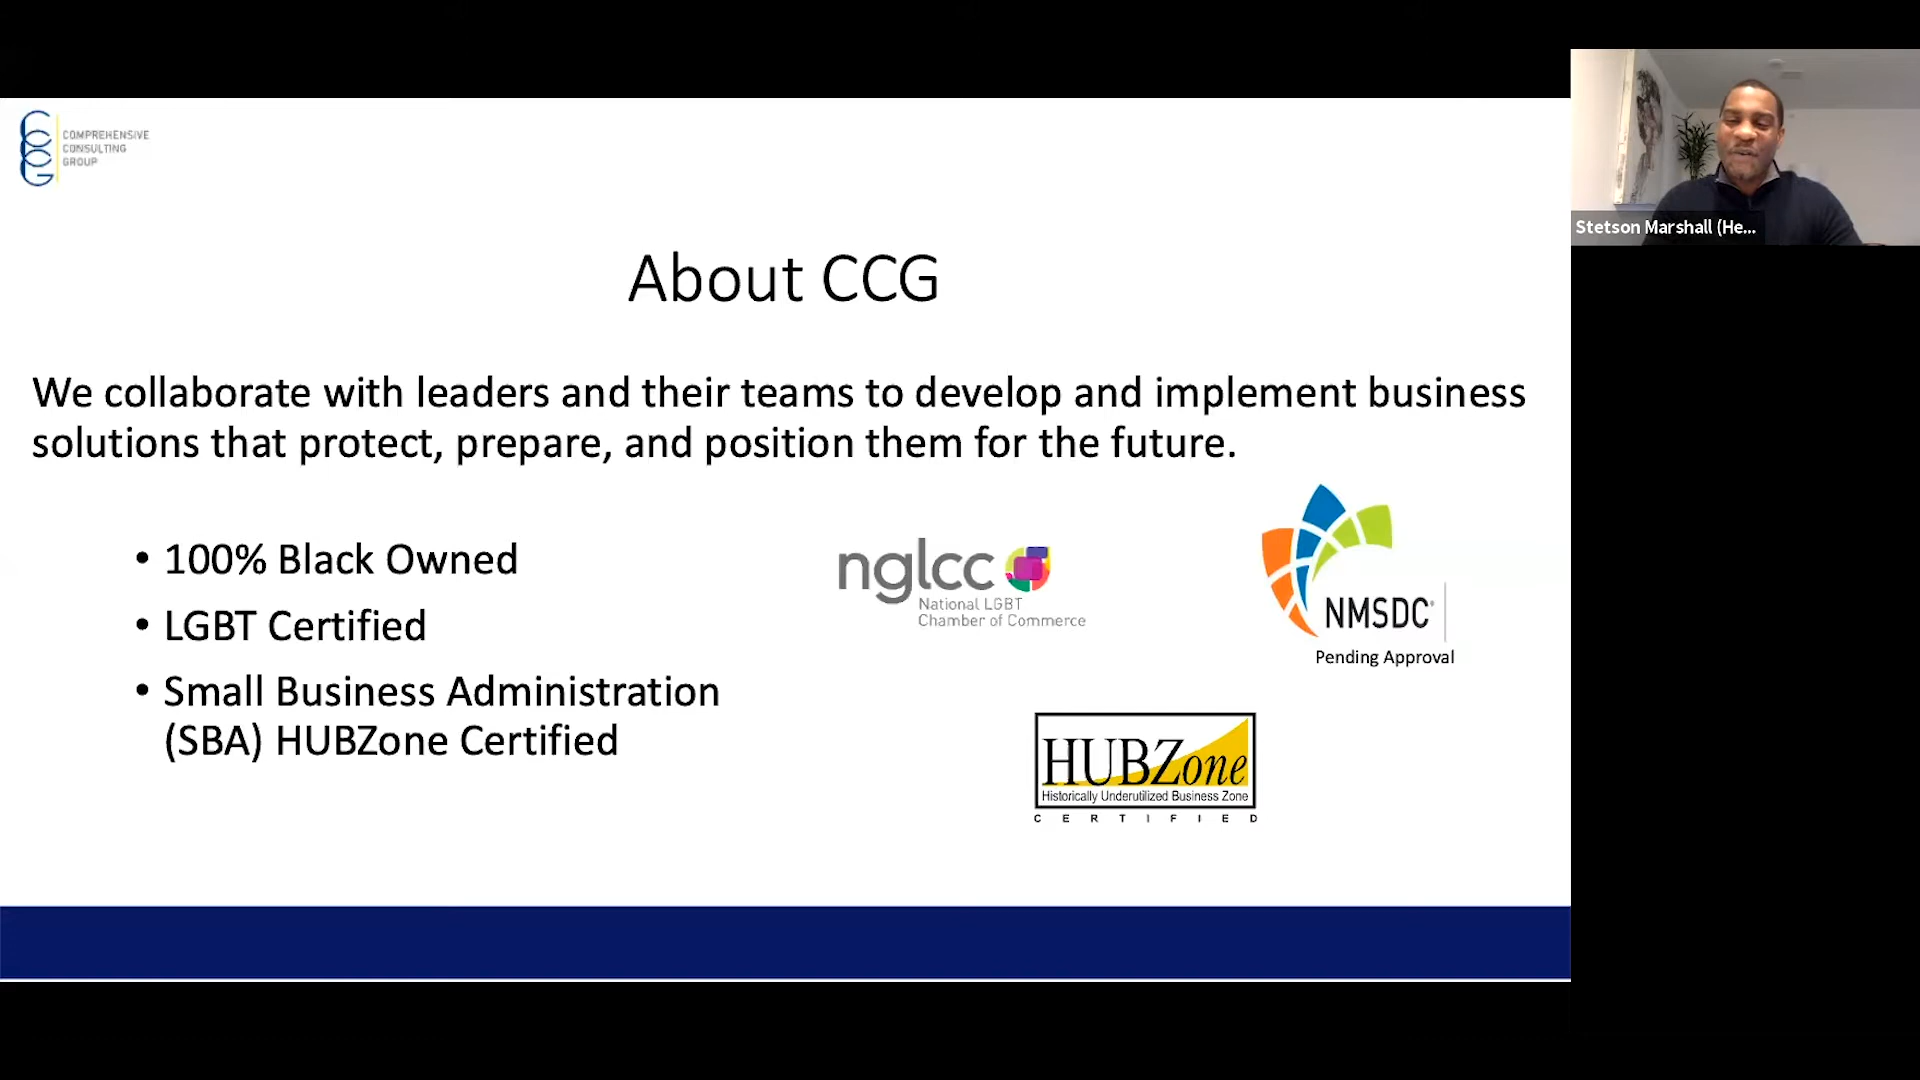 COMPREHENSIVE
CONSULTING
GROUP
CCG
Stetson Marshall (He...
About CCG
We collaborate with leaders and their teams to develop and implement business
solutions that protect, prepare, and position them for the future.
• 100% Black Owned
• LGBT Certified
• Small Business Administration
(SBA) HUBZone Certified
nglcc
National LGBT
Chamber of Commerce
NMSDC®
Pending Approval
HUBZone
Historically Underutilized Business Zone
CERTIFIED